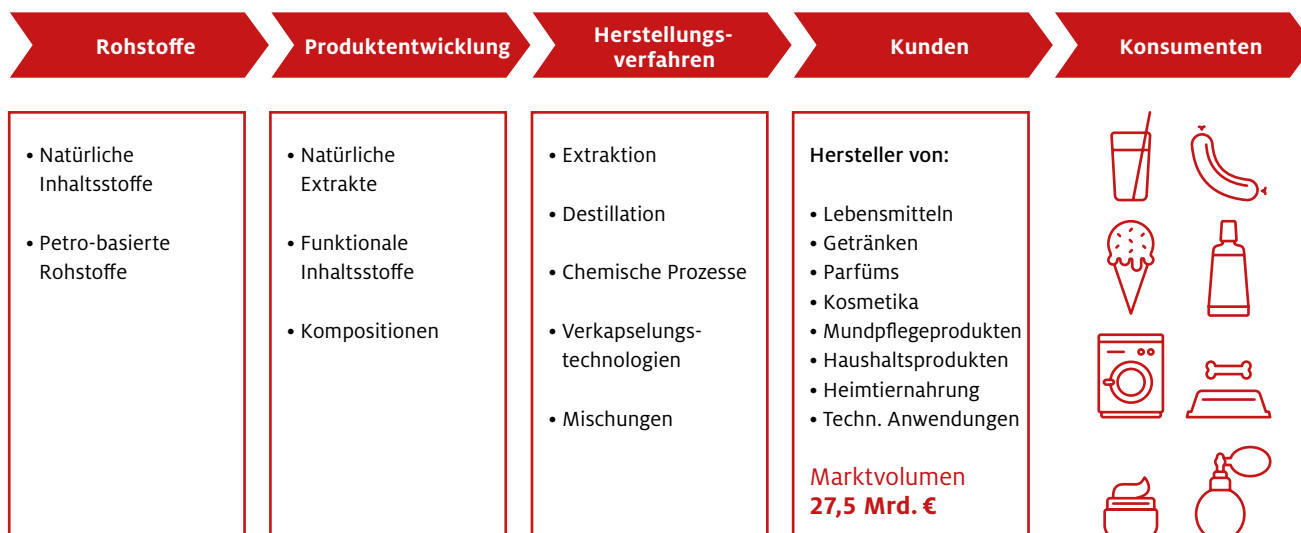 Rohstoffe
Produktentwicklung
Herstellungs-
verfahren
Kunden
Konsumenten
• Natürliche
Inhaltsstoffe
• Petro-basierte
Rohstoffe
• Natürliche
Extrakte
• Funktionale
Inhaltsstoffe
• Kompositionen
• Extraktion
• Destillation
• Chemische Prozesse
• Verkapselungs-
technologien
• Mischungen
Hersteller von:
• Lebensmitteln
• Getränken
• Parfüms
• Kosmetika
• Mundpflegeprodukten
• Haushaltsprodukten
• Heimtiernahrung
• Techn. Anwendungen
Marktvolumen
27,5 Mrd. €